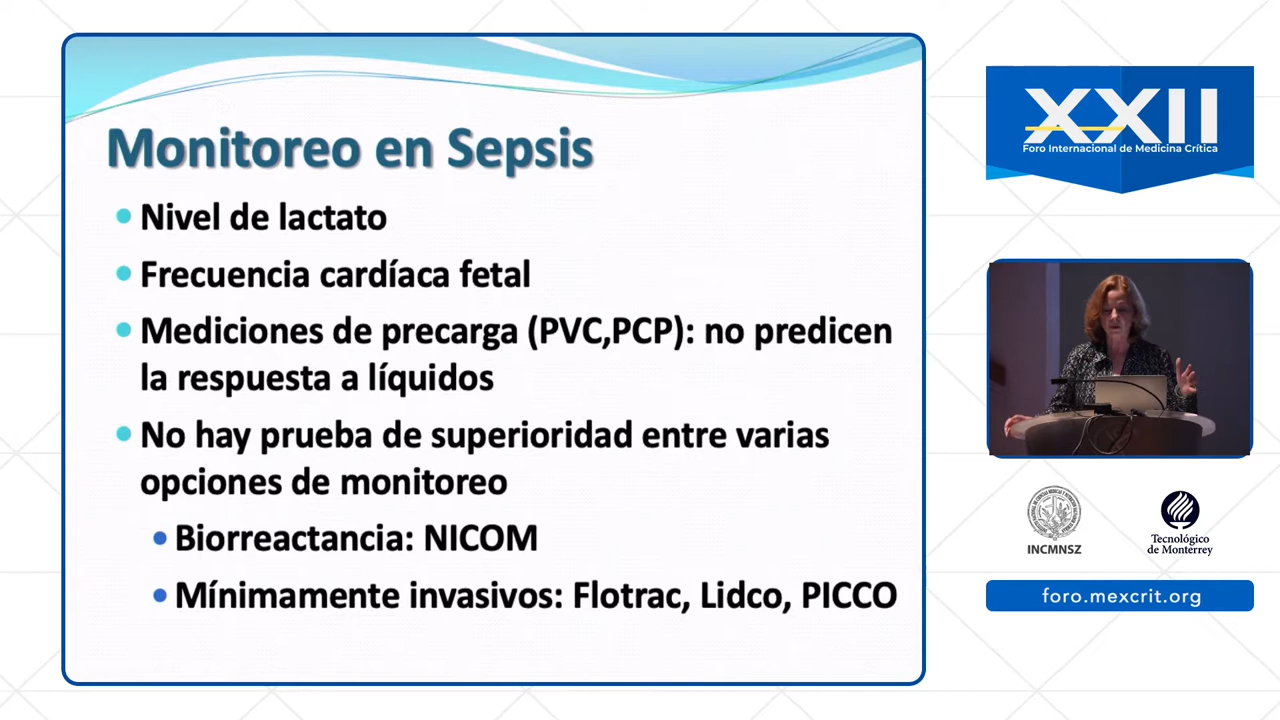 Monitoreo en Sepsis
Nivel de lactato
Frecuencia cardíaca fetal
Mediciones de precarga (PVC,PCP): no predicen
la respuesta a líquidos
No hay prueba de superioridad entre varias
opciones de monitoreo
Biorreactancia: NICOM
Mínimamente invasivos: Flotrac, Lidco, PICCO
XXII
Foro Internacional de Medicina Crítica
INCMNSZ
Tecnológico
de Monterrey
foro.mexcrit.org